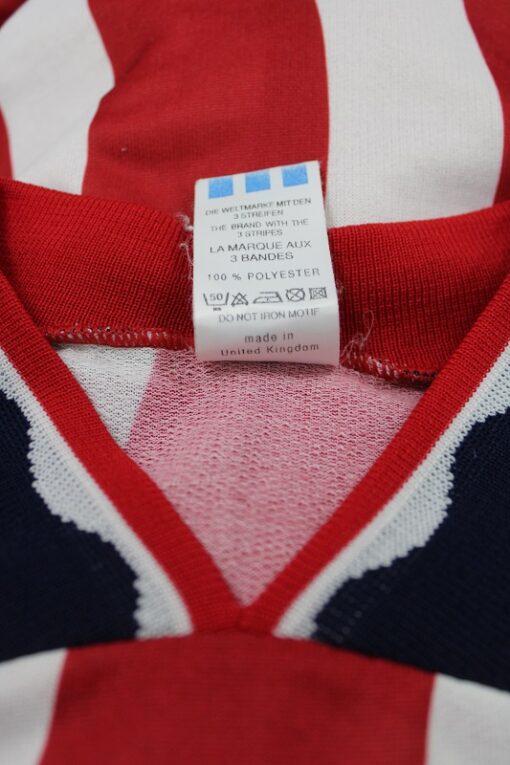 DIE WELTMARKE MIT DEN
3 STREIFEN
THE BRAND WITH THE
3 STRIPES
LA MARQUE AUX
3 BANDES
100 % POLYESTER
50
DO NOT IRON MOTIF
made in
United Kingdom